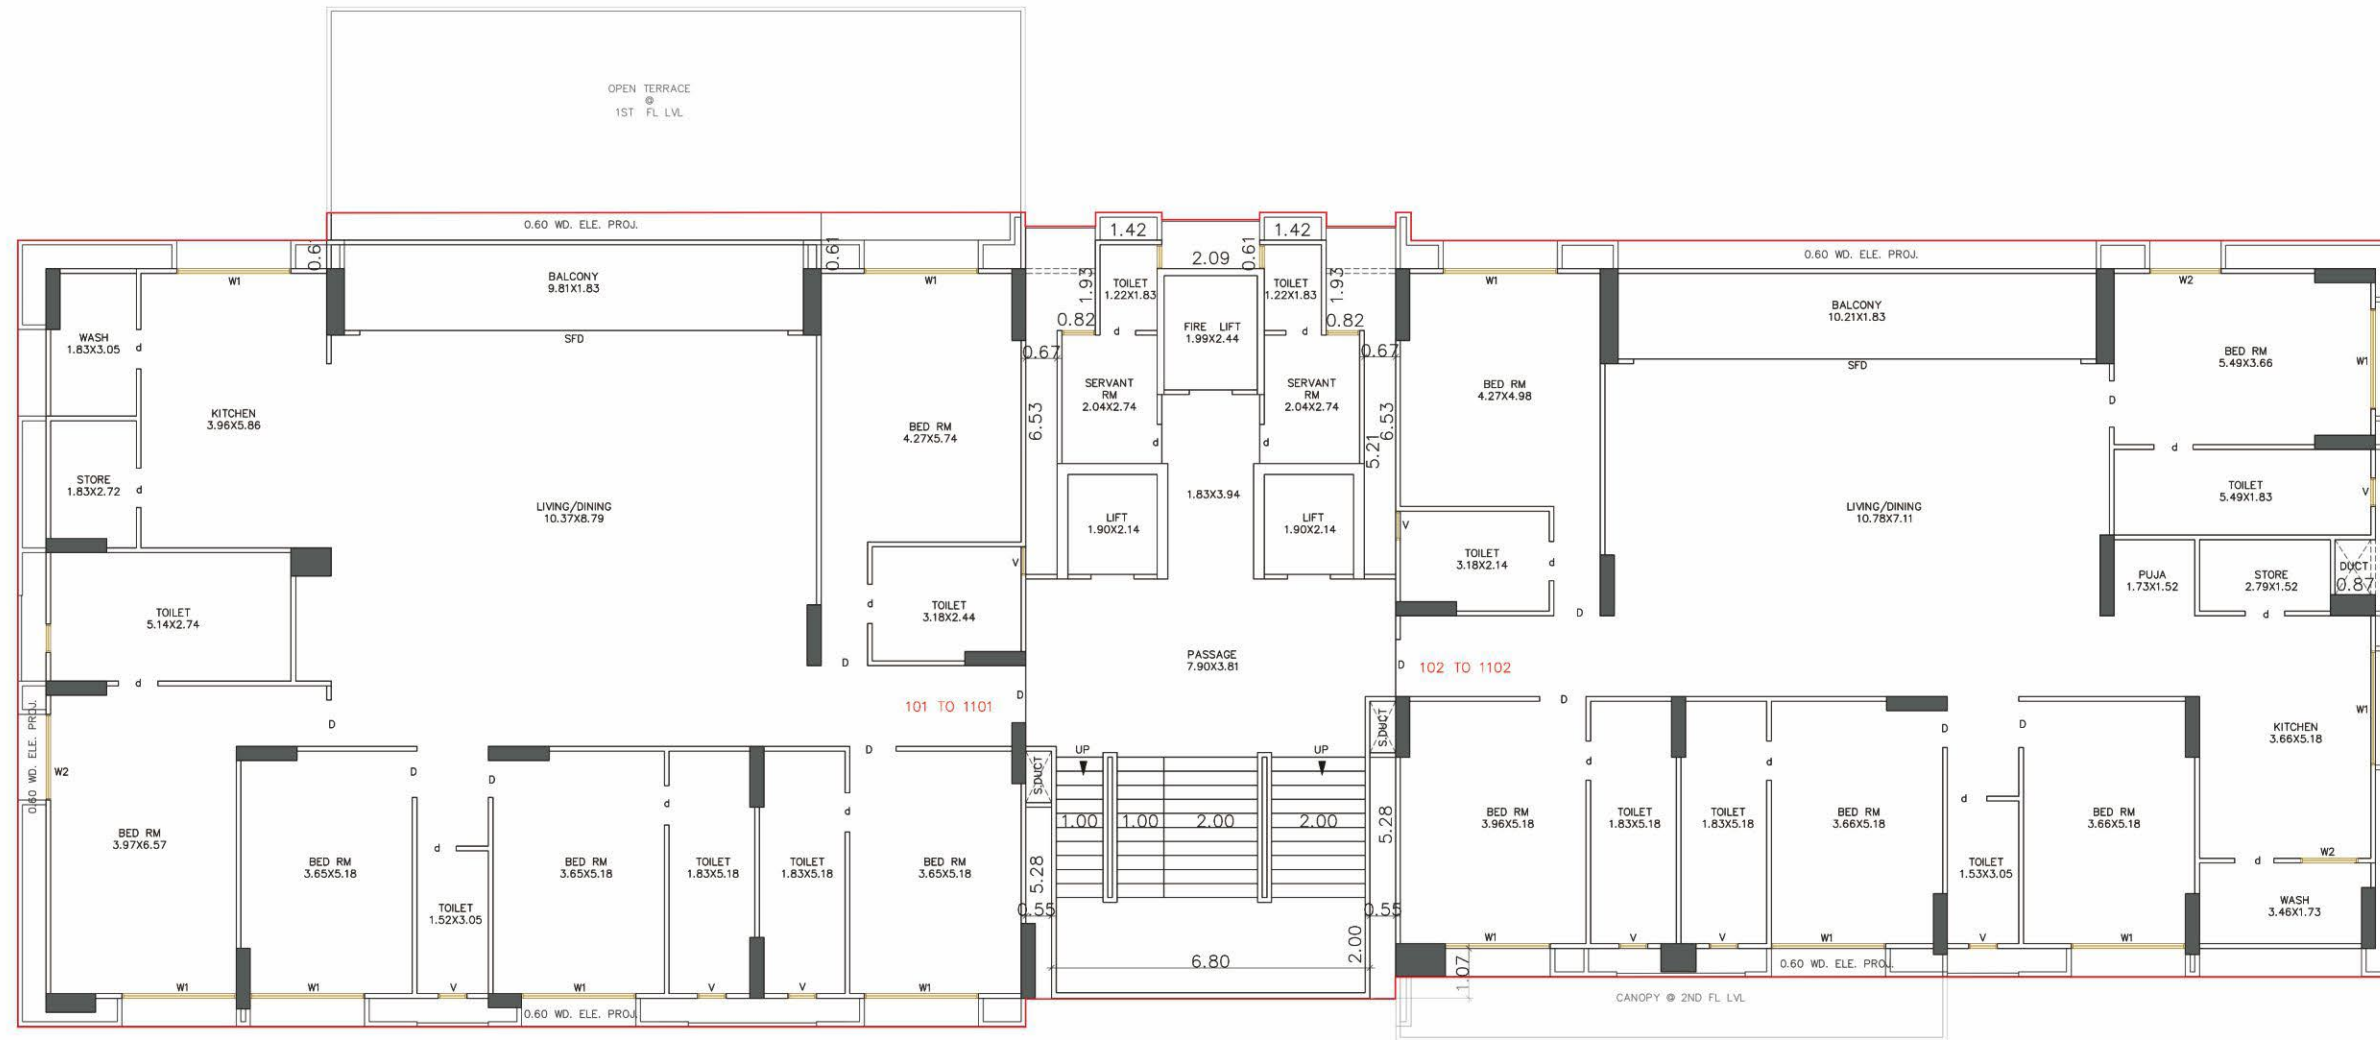 OPEN TERRACE
@
1ST FL LVL
0.60 WD. ELE. PROJ.
0.61
BALCONY
9.81X1.83
SFD
W1
W1
WASH
1.83X3.05
d
KITCHEN
3.96X5.86
STORE
1.83X2.72
d
LIVING/DINING
10.37X8.79
BED RM
4.27X5.74
TOILET
5.14X2.74
d
TOILET
3.18X2.44
d
V
D
D
D
101 TO 1101
0.60 WD. ELE. PROJ.
W2
BED RM
3.97X6.57
W1
BED RM
3.65X5.18
W1
D
D
d
TOILET
1.52X3.05
V
BED RM
3.65X5.18
W1
d
TOILET
1.83X5.18
V
TOILET
1.83X5.18
V
d
D
BED RM
3.65X5.18
W1
0.60 WD. ELE. PROJ.
1.42
1.42
2.09
0.61
1.93
1.93
TOILET
1.22X1.83
TOILET
1.22X1.83
0.82
0.82
d
d
FIRE LIFT
1.99X2.44
0.67
0.67
SERVANT
RM
2.04X2.74
SERVANT
RM
2.04X2.74
d
d
6.53
6.53
5.21
1.83X3.94
LIFT
1.90X2.14
LIFT
1.90X2.14
PASSAGE
7.90X3.81
UP
UP
S.DUCT
S.DUCT
1.00
1.00
2.00
2.00
5.28
5.28
0.55
0.55
6.80
2.00
1.07
0.60 WD. ELE. PROJ.
W1
W2
BALCONY
10.21X1.83
SFD
BED RM
4.27X4.98
BED RM
5.49X3.66
W1
D
d
TOILET
5.49X1.83
V
LIVING/DINING
10.78X7.11
V
TOILET
3.18X2.14
d
D
PUJA
1.73X1.52
STORE
2.79X1.52
d
DUCT
0.87
D
102 TO 1102
D
D
D
KITCHEN
3.66X5.18
W1
BED RM
3.96X5.18
W1
d
TOILET
1.83X5.18
V
TOILET
1.83X5.18
V
d
BED RM
3.66X5.18
W1
d
TOILET
1.53X3.05
V
BED RM
3.66X5.18
W1
d
W2
WASH
3.46X1.73
0.60 WD. ELE. PROJ.
CANOPY @ 2ND FL LVL